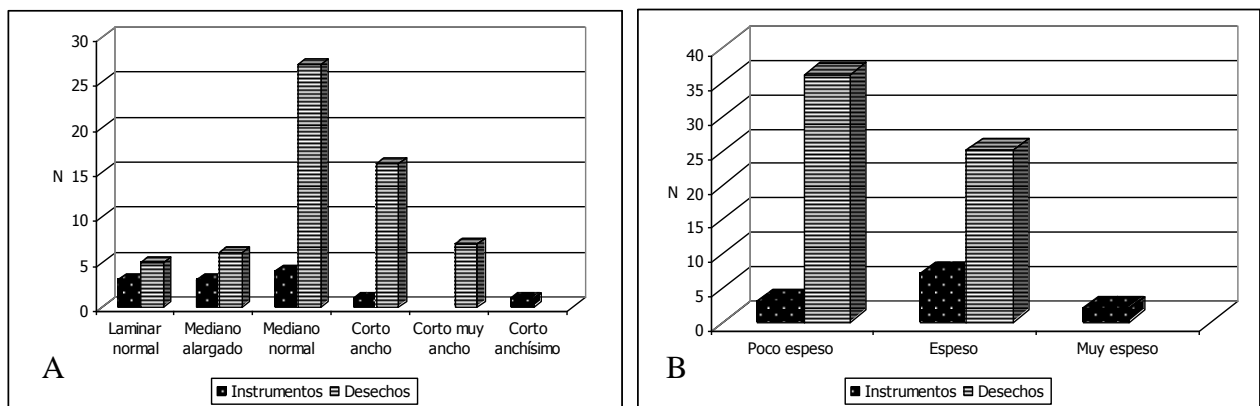 30
25
20
N 15
10
5
0
Laminar normal
Mediano alargado
Mediano normal
Corto ancho
Corto muy ancho
Corto anchísimo
A
Instrumentos Desechos
40
35
30
25
N 20
15
10
5
0
Poco espeso Espeso Muy espeso
B
Instrumentos Desechos